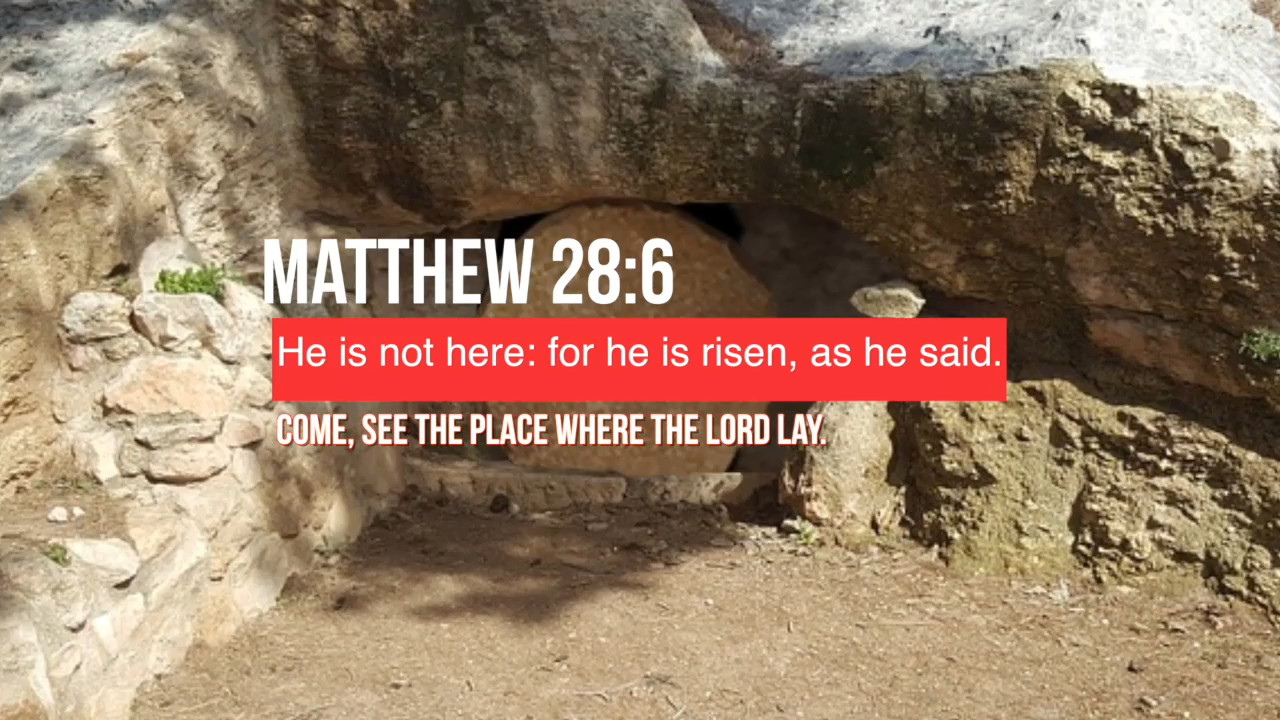 MATTHEW 28:6
He is not here: for he is risen, as he said.
COME, SEE THE PLACE WHERE THE LORD LAY.